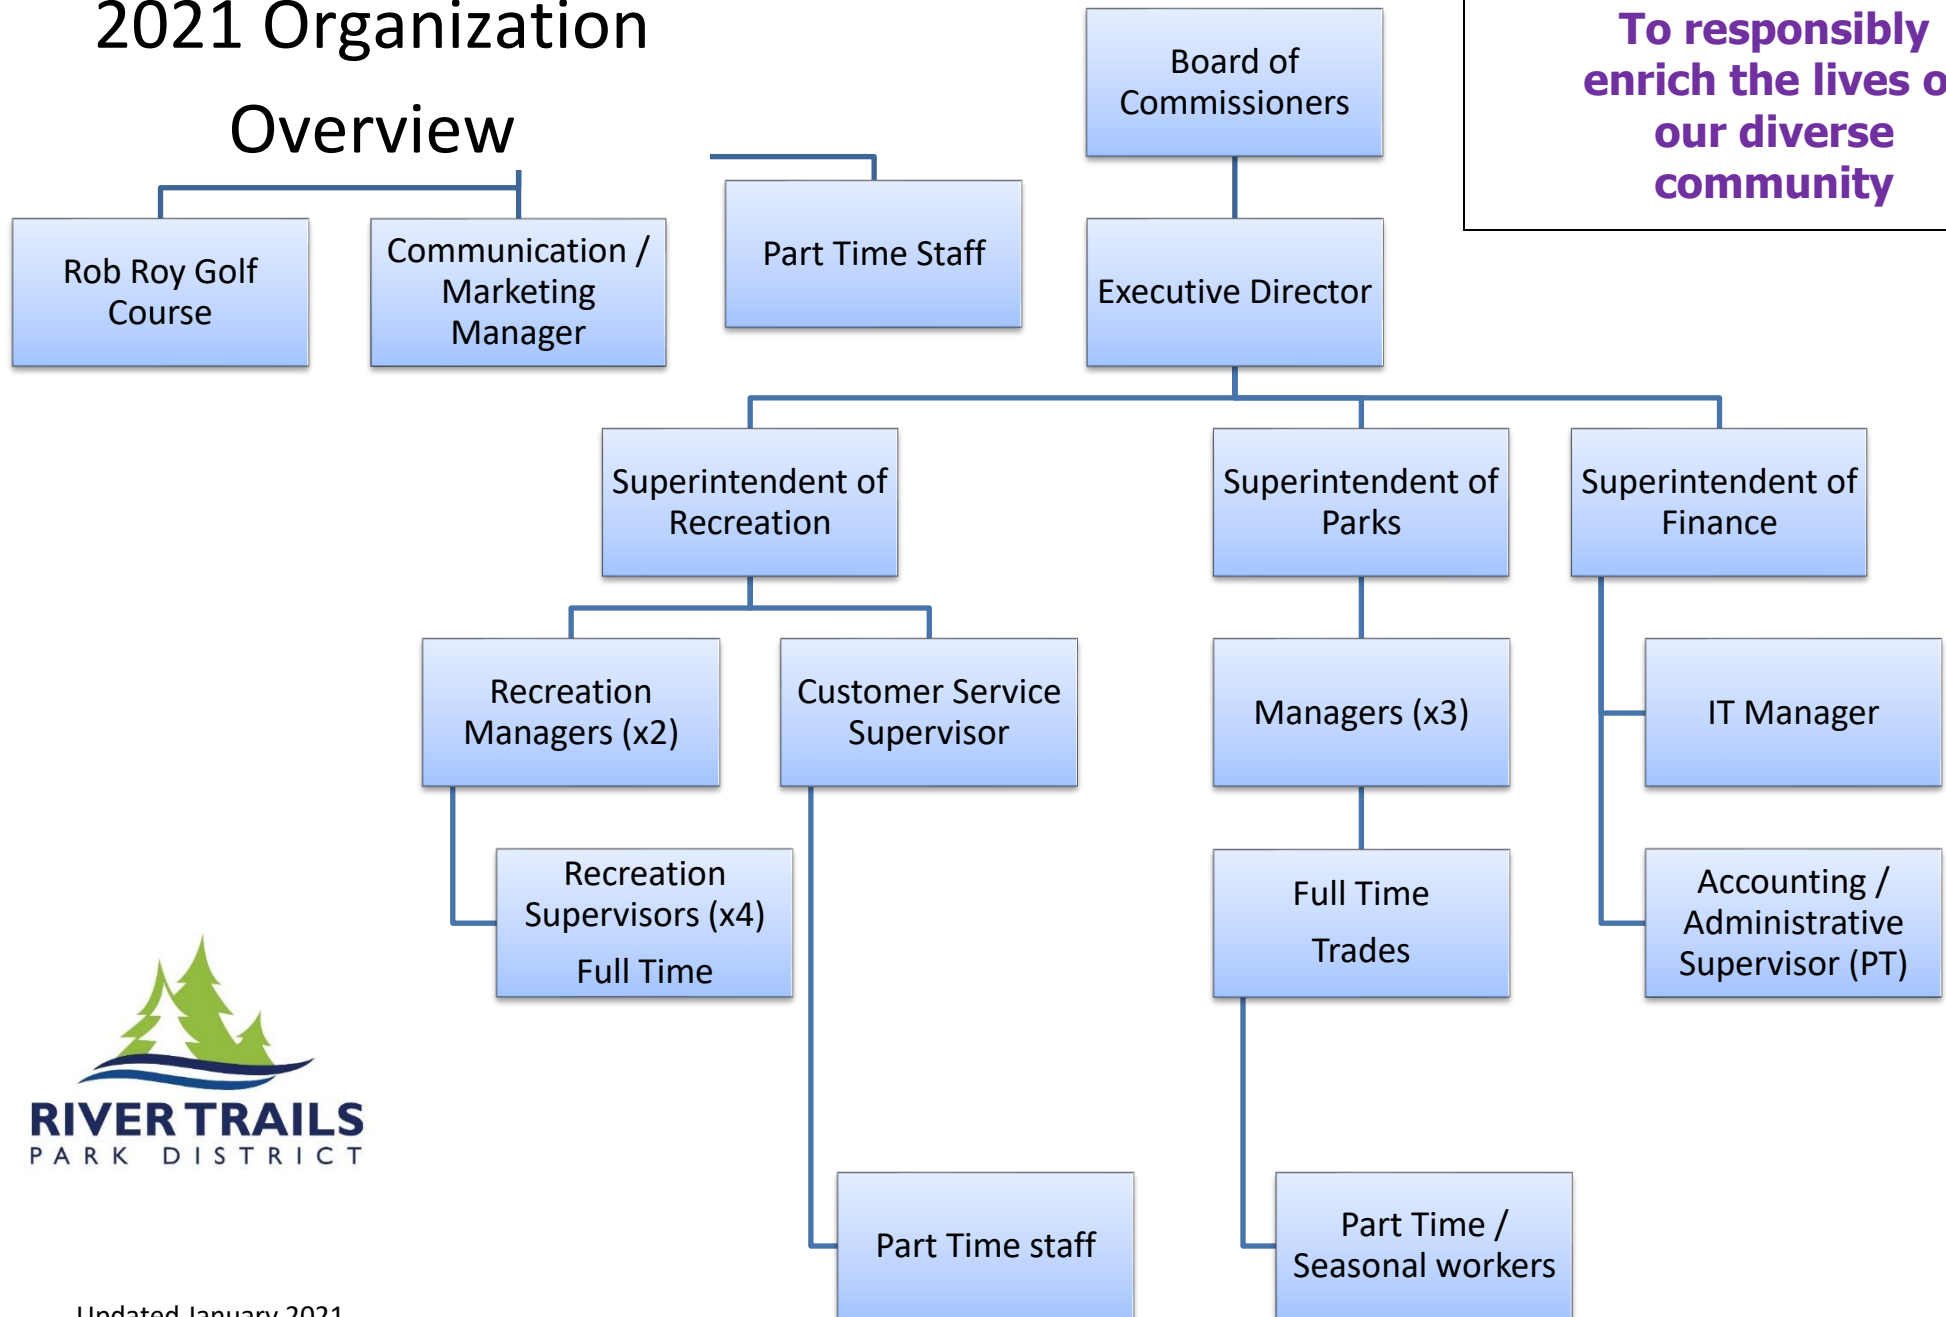 2021 Organization
Overview
To responsibly
enrich the lives o
our diverse
community
Board of
Commissioners
Rob Roy Golf
Course
Communication /
Marketing
Manager
Part Time Staff
Executive Director
Superintendent of
Recreation
Superintendent of
Parks
Superintendent of
Finance
Recreation
Managers (x2)
Customer Service
Supervisor
Managers (x3)
IT Manager
Recreation
Supervisors (x4)
Full Time
Full Time
Trades
Accounting /
Administrative
Supervisor (PT)
RIVER TRAILS
PARK DISTRICT
Part Time staff
Part Time /
Seasonal workers
Updated January 2021